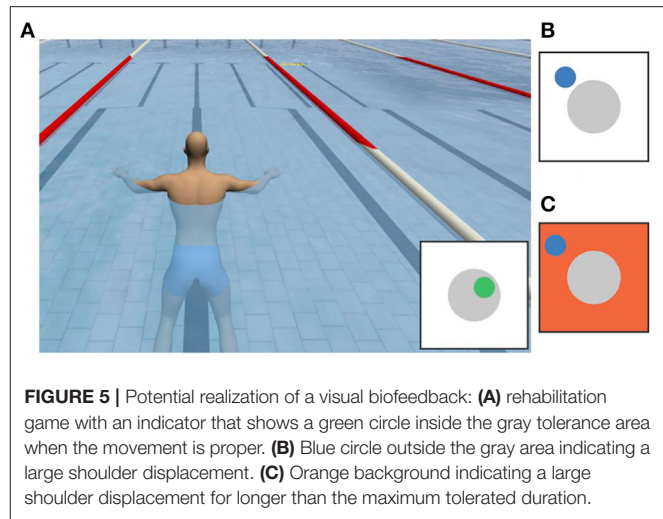 A
B
C
FIGURE 5 | Potential realization of a visual biofeedback: (A) rehabilitation
game with an indicator that shows a green circle inside the gray tolerance area
when the movement is proper. (B) Blue circle outside the gray area indicating a
large shoulder displacement. (C) Orange background indicating a large
shoulder displacement for longer than the maximum tolerated duration.